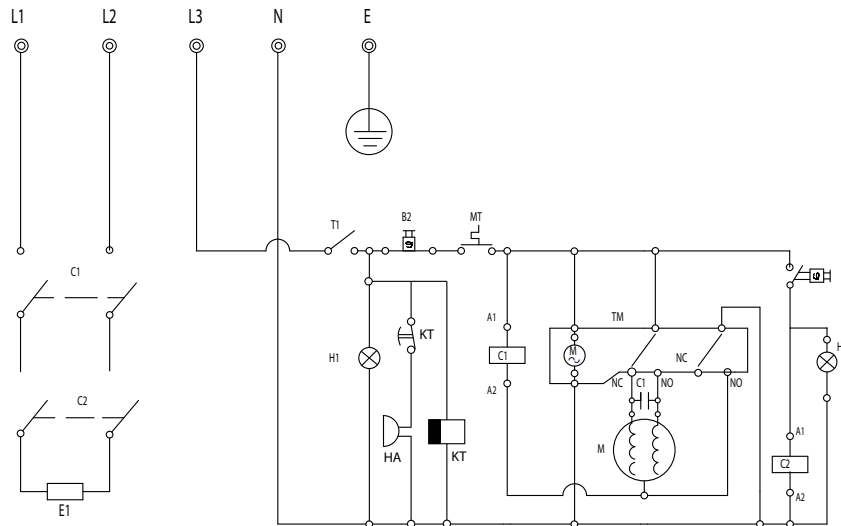 L1 L2 L3 N E
T1 B2 MT
C1
A1 TM
KT
C1 M NC H
H1
A2 NC C1 NO NO
C2
M A1
HA KT C2
A2
E1